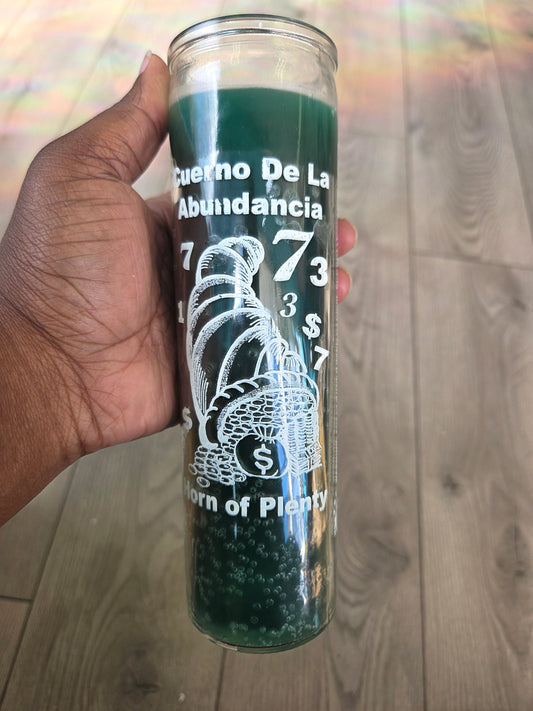 Cuerno De La
Abundancia
7 7 3
1 3 $
7
$ $
Horn of Plenty